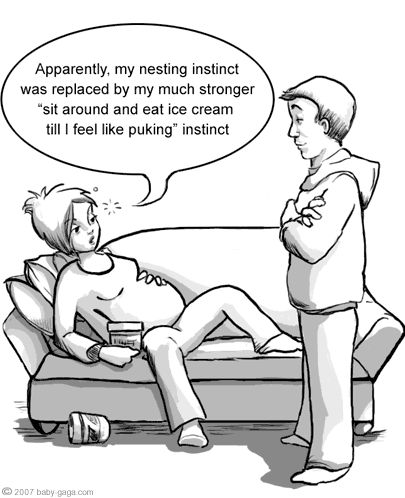 Apparently, my nesting instinct
was replaced by my much stronger
“sit around and eat ice cream
till I feel like puking” instinct
© 2007 baby-gaga.com